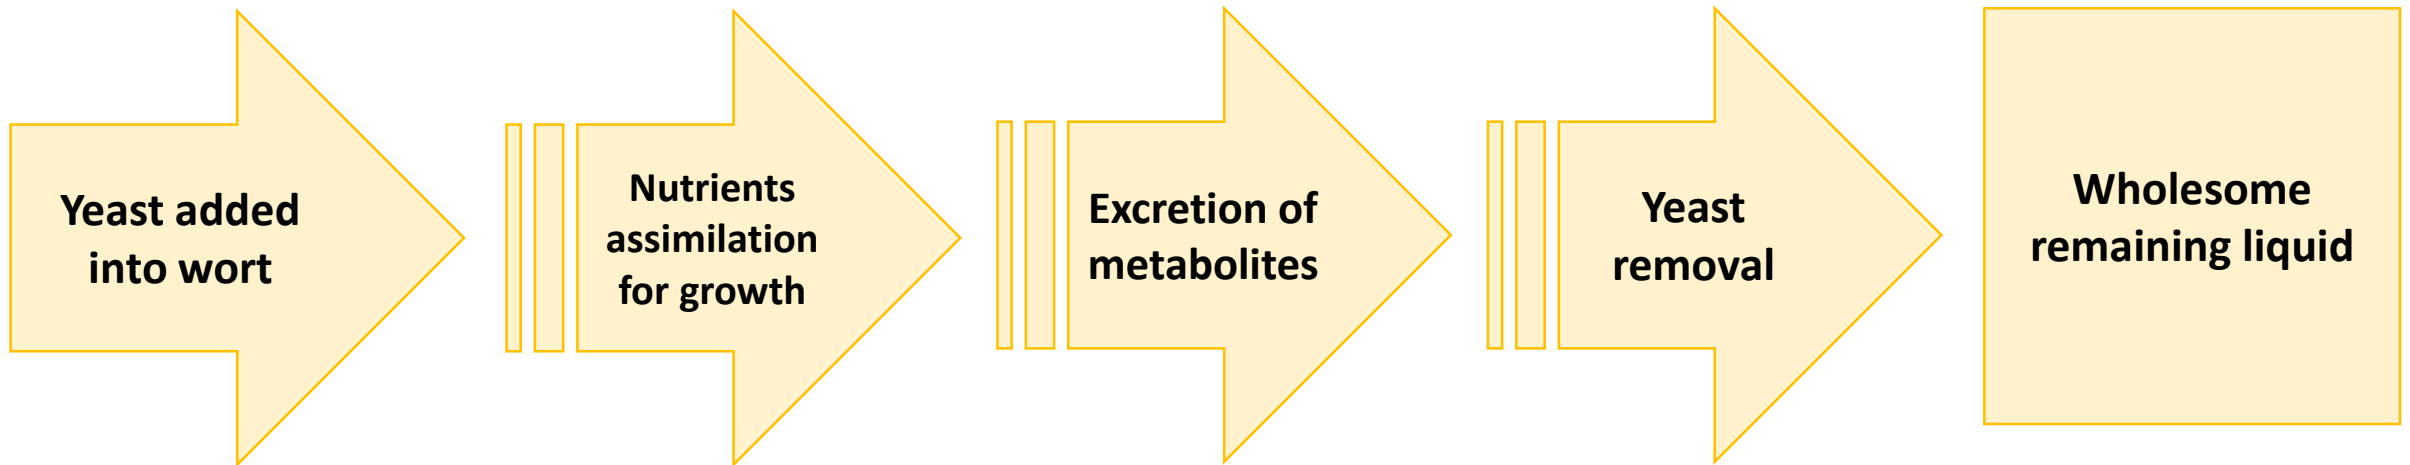 Yeast added
into wort
Nutrients
assimilation
for growth
Excretion of
metabolites
Yeast
removal
Wholesome
remaining liquid